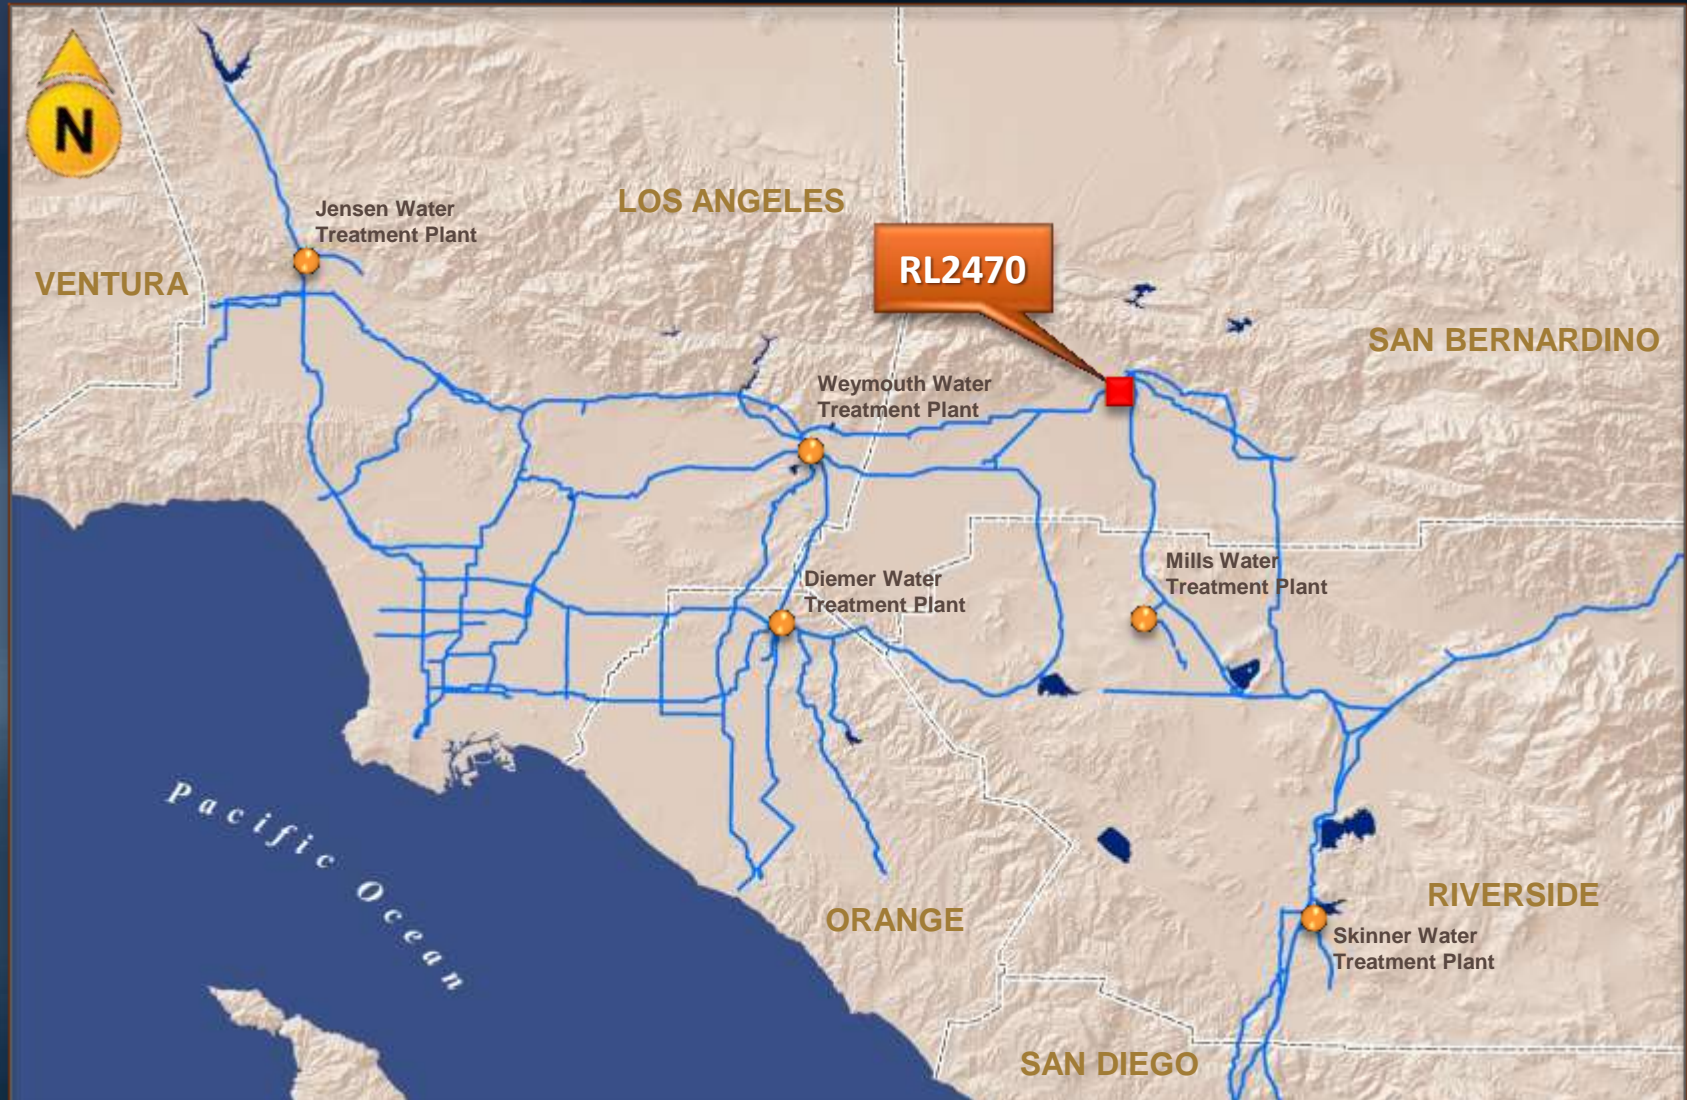 N
Jensen Water
Treatment Plant
LOS ANGELES
VENTURA
RL2470
SAN BERNARDINO
Weymouth Water
Treatment Plant
Mills Water
Treatment Plant
Diemer Water
Treatment Plant
Pacific Ocean
RIVERSIDE
ORANGE
Skinner Water
Treatment Plant
SAN DIEGO